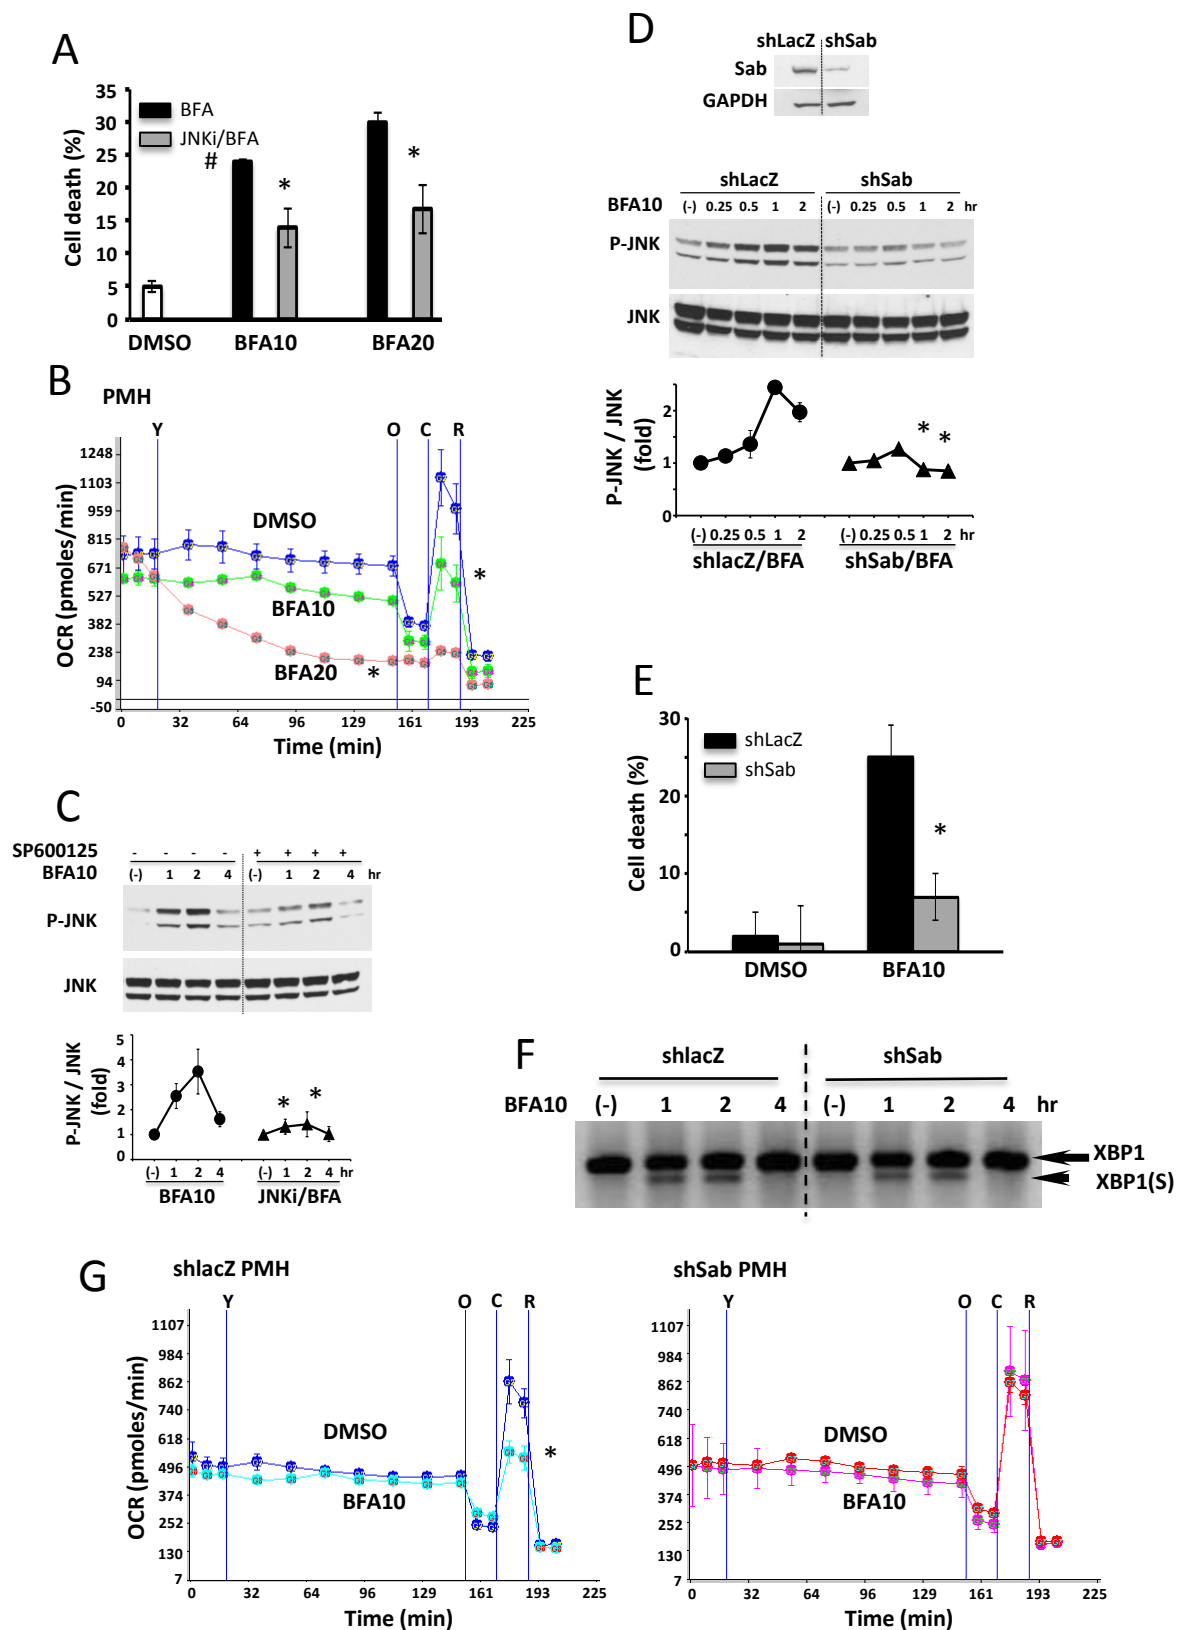 A
35
30
25
20
15
10
5
0
Cell death (%)
BFA
JNKi/BFA
#
*
*
DMSO BFA10 BFA20
B
PMH
Y O C R
1248
1103
959
815
671
527
382
238
94
-50
OCR (pmoles/min)
DMSO
BFA10
BFA20
*
*
0 32 64 96 129 161 193 225
Time (min)
C
SP600125 - - - - + + + +
BFA10 (-) 1 2 4 (-) 1 2 4 hr
P-JNK
JNK
5
4
3
2
1
0
P-JNK / JNK
(fold)
* *
(-) 1 2 4 (-) 1 2 4 hr
BFA10 JNKi/BFA
D
shLacZ shSab
Sab
GAPDH
shLacZ shSab
BFA10 (-) 0.25 0.5 1 2 (-) 0.25 0.5 1 2 hr
P-JNK
JNK
2
1
0
P-JNK / JNK
(fold)
* *
(-) 0.25 0.5 1 2 (-) 0.25 0.5 1 2 hr
shlacZ/BFA shSab/BFA
E
30
20
10
0
Cell death (%)
shLacZ
shSab
*
DMSO BFA10
F
shlacZ shSab
BFA10 (-) 1 2 4 (-) 1 2 4 hr
XBP1
XBP1(S)
G
shlacZ PMH
Y O C R
1107
984
862
740
618
496
374
252
130
7
OCR (pmoles/min)
DMSO
BFA10
*
0 32 64 96 129 161 193 225
Time (min)
shSab PMH
Y O C R
1107
984
862
740
618
496
374
252
130
7
DMSO
BFA10
0 32 64 96 129 161 193 225
Time (min)